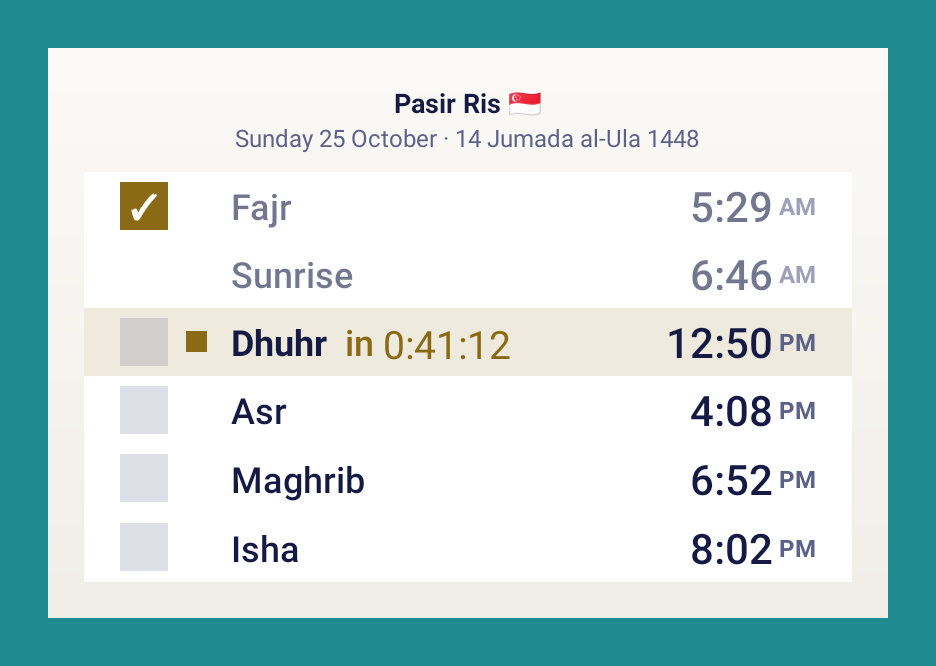 Pasir Ris 🇸🇬
Sunday 25 October · 14 Jumada al-Ula 1448
✓ Fajr 5:29 AM
Sunrise 6:46 AM
Dhuhr in 0:41:12 12:50 PM
Asr 4:08 PM
Maghrib 6:52 PM
Isha 8:02 PM